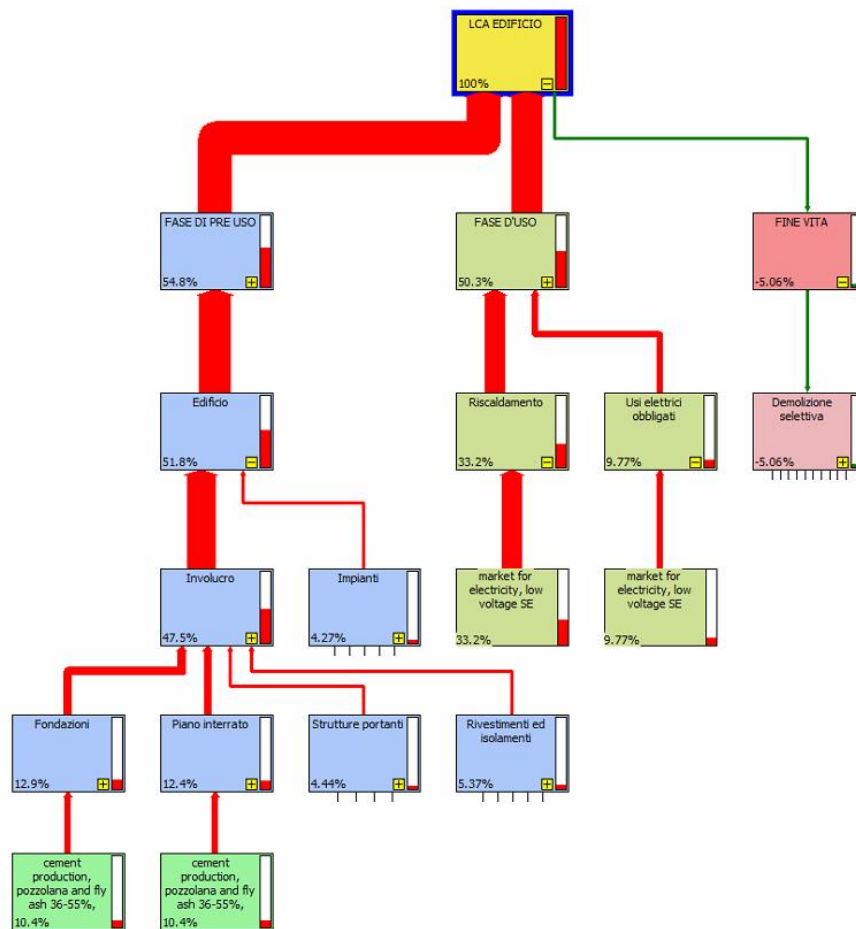 LCA EDIFICIO
100%
FASE DI PRE USO
54.8%
FASE D'USO
50.3%
FINE VITA
-5.06%
Edificio
51.8%
Riscaldamento
33.2%
Usi elettrici
obbligati
9.77%
Demolizione
selettiva
-5.06%
Involucro
47.5%
Impianti
4.27%
market for
electricity, low
voltage SE
33.2%
market for
electricity, low
voltage SE
9.77%
Fondazioni
12.9%
Piano interrato
12.4%
Strutture portanti
4.44%
Rivestimenti ed
isolamenti
5.37%
cement
production,
pozzolana and fly
ash 36-55%,
10.4%
cement
production,
pozzolana and fly
ash 36-55%,
10.4%